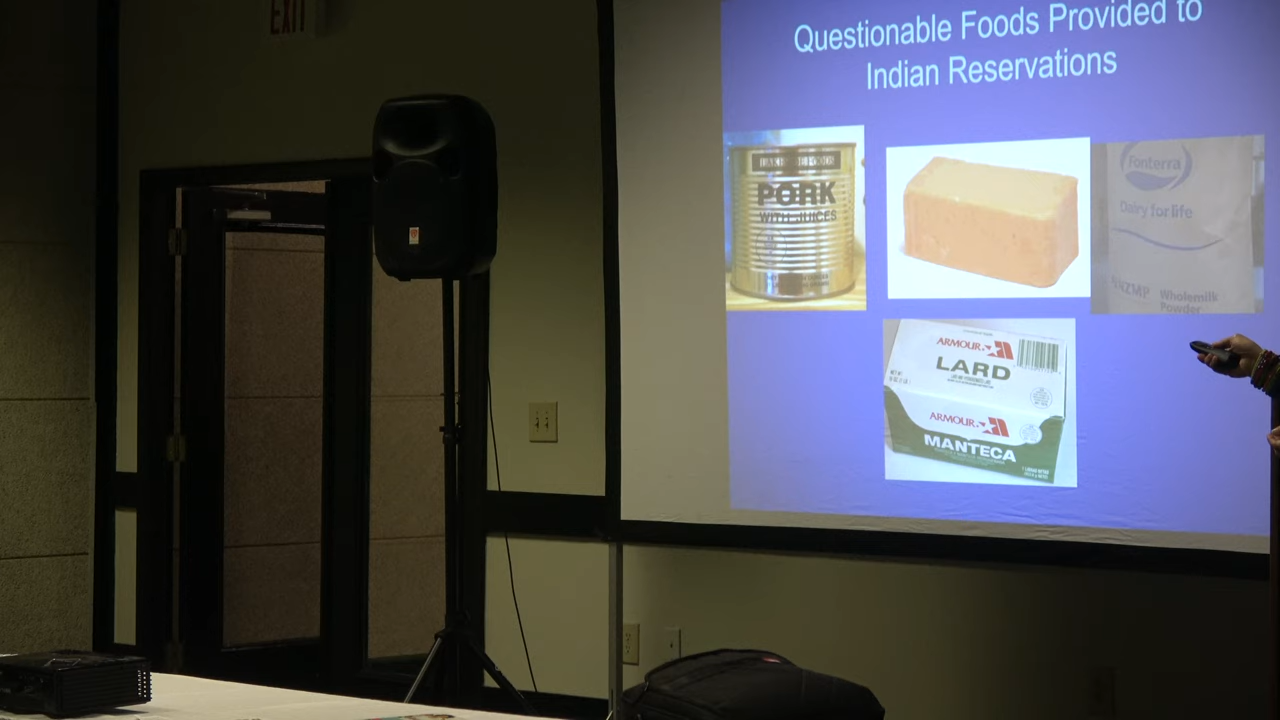 EXIT
Questionable Foods Provided to
Indian Reservations
PORK
WITH JUICES
Fonterra
Dairy for life
NZMP Wholemilk
Powder
ARMOUR
LARD
ARMOUR
MANTECA